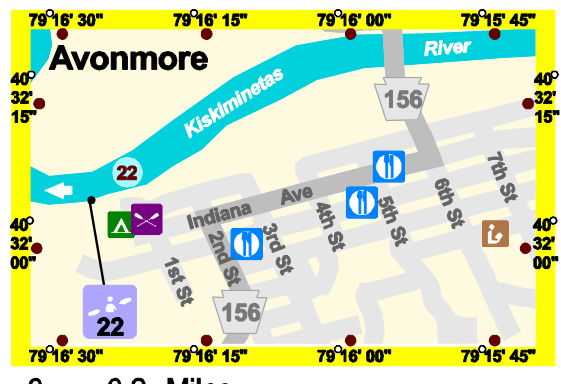 79° 16' 30" 79° 16' 15" 79° 16' 00" 79° 15' 45"
Avonmore
River
Kiskiminetas
40° 32' 15"
40° 32' 15"
156
22
7th St
6th St
Indiana Ave
5th St
4th St
3rd St
2nd St
1st St
40° 32' 00"
40° 32' 00"
22
156
79° 16' 30" 79° 16' 15" 79° 16' 00" 79° 15' 45"
Miles